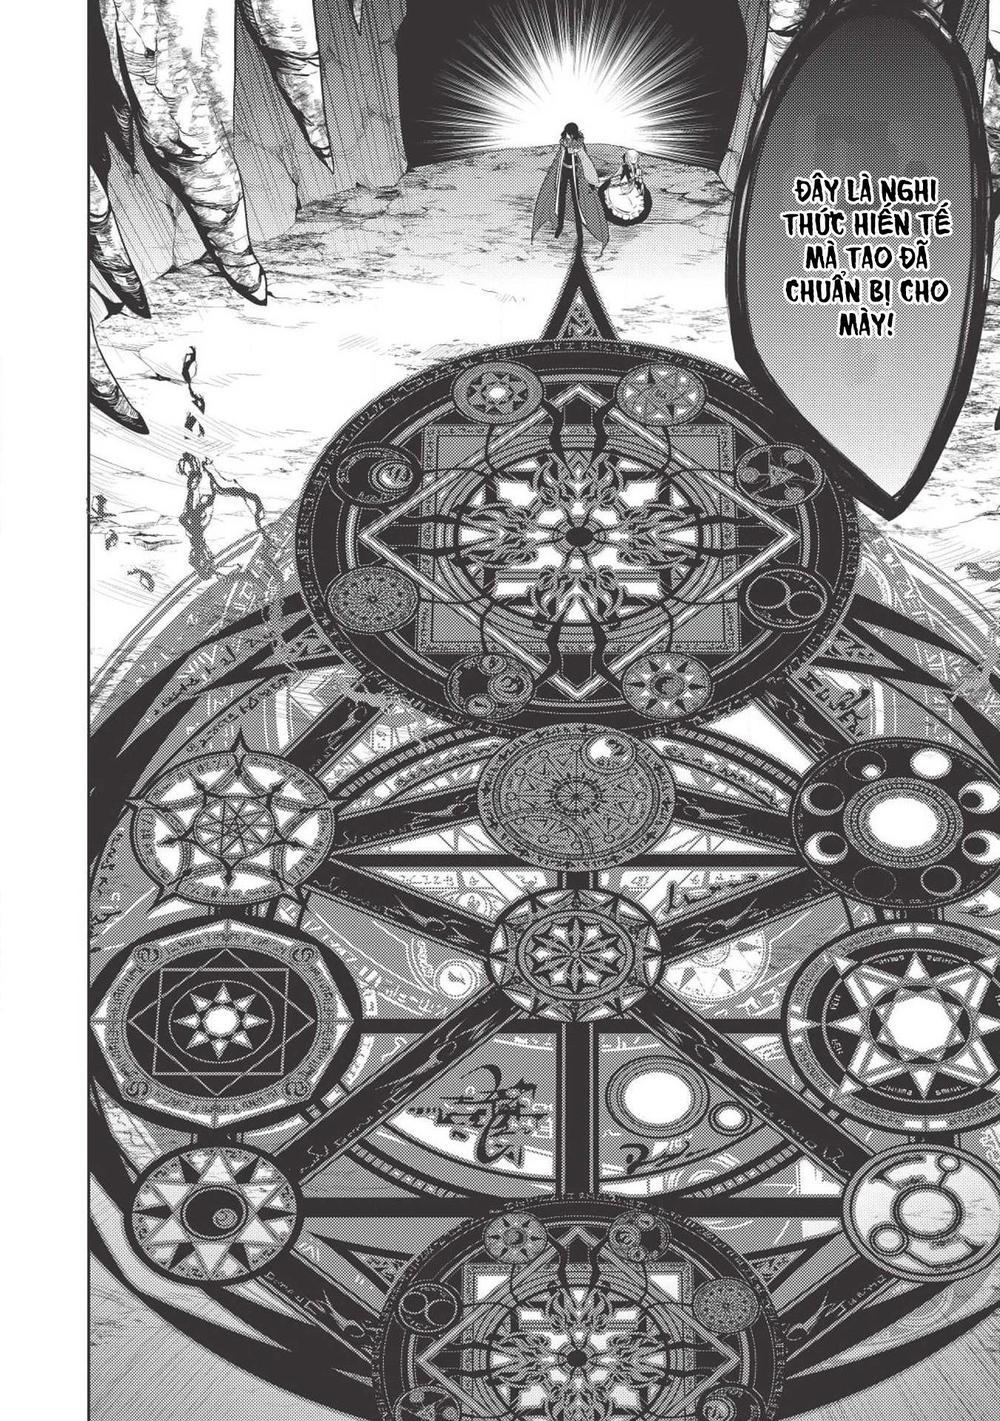 ĐÂY LÀ NGHI
THỨC HIẾN TẾ
MÀ TAO ĐÃ
CHUẨN BỊ CHO
MÀY!